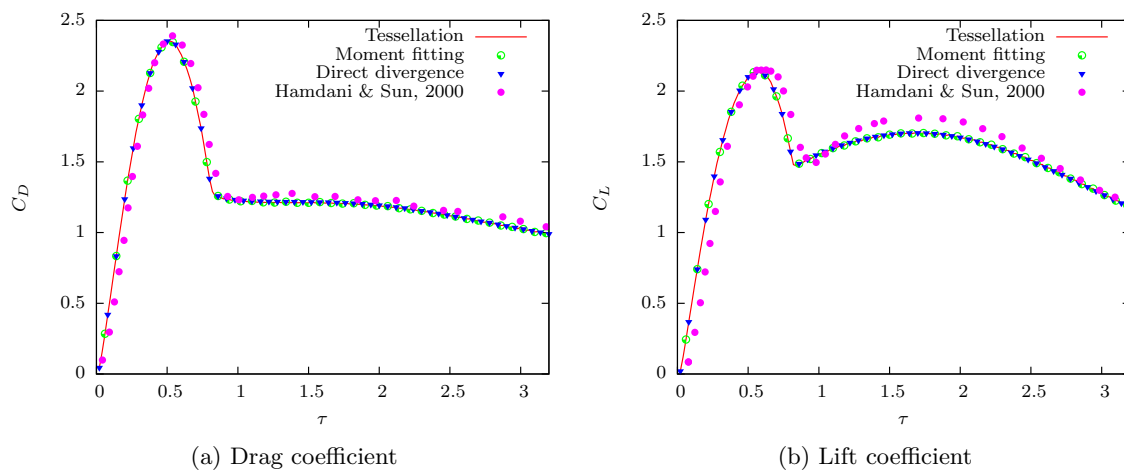 Tessellation
Moment fitting
Direct divergence
Hamdani & Sun, 2000
C_D
2.5
2
1.5
1
0.5
0
0 0.5 1 1.5 2 2.5 3
τ
(a) Drag coefficient
Tessellation
Moment fitting
Direct divergence
Hamdani & Sun, 2000
C_L
2.5
2
1.5
1
0.5
0
0 0.5 1 1.5 2 2.5 3
τ
(b) Lift coefficient